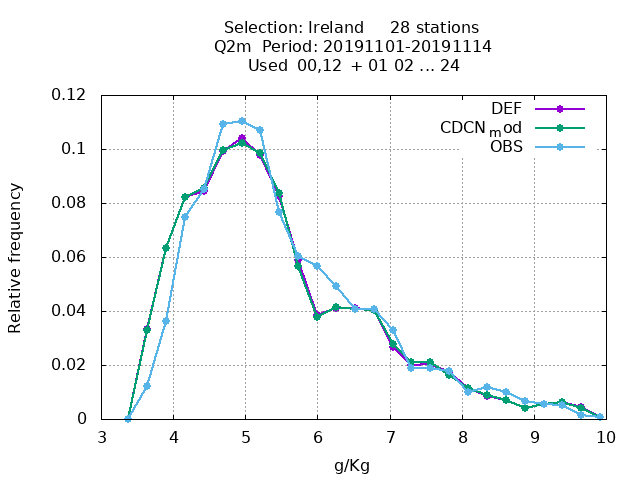 Selection: Ireland 28 stations
Q2m Period: 20191101-20191114
Used 00,12 + 01 02 ... 24
DEF
CDCN_mod
OBS
0.12
0.1
0.08
0.06
0.04
0.02
0
Relative frequency
3 4 5 6 7 8 9 10
g/Kg